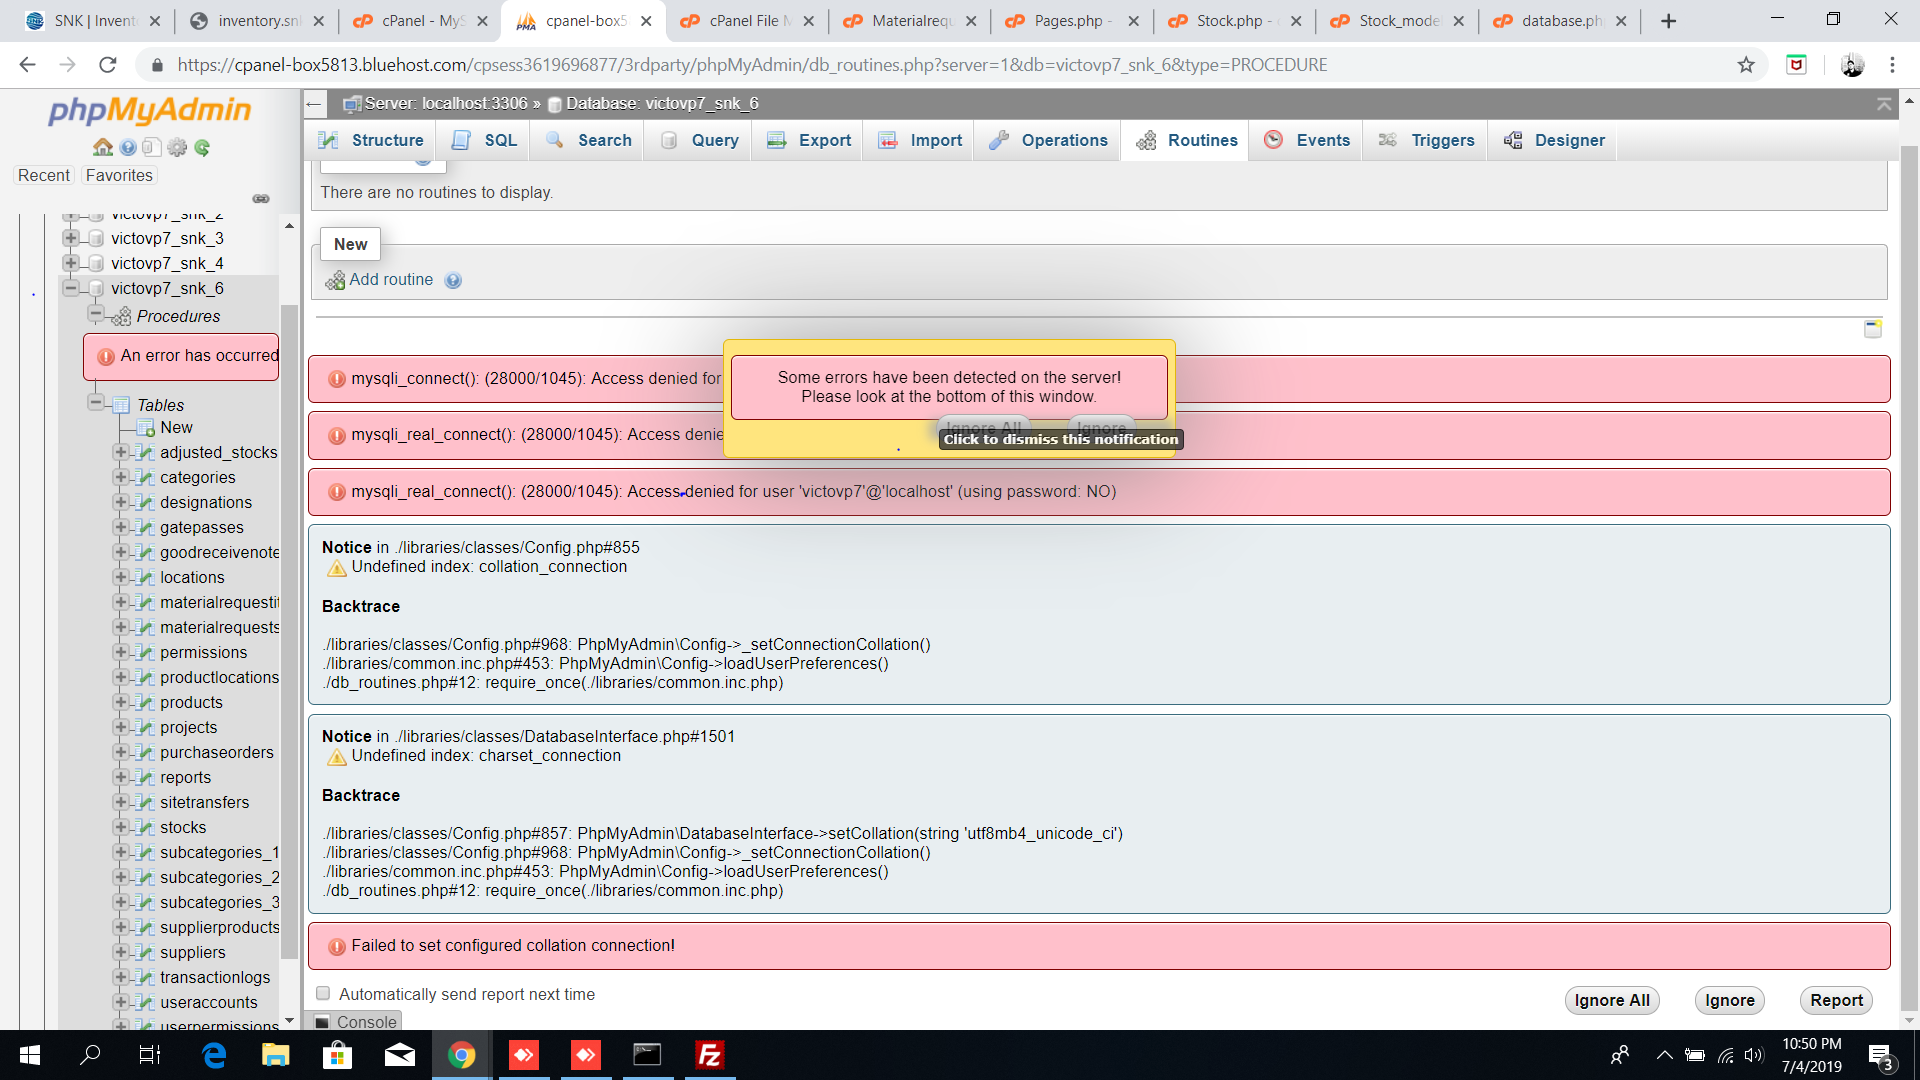 SNK | Invent
inventory.snk
cPanel - MyS
cpanel-box5
cPanel File M
Materialrequ
Pages.php -
Stock.php - c
Stock_model
database.php
https://cpanel-box5813.bluehost.com/cpsess3619696877/3rdparty/phpMyAdmin/db_routines.php?server=1&db=victovp7_snk_6&type=PROCEDURE
phpMyAdmin
Recent Favorites
victovp7_snk_2
victovp7_snk_3
victovp7_snk_4
victovp7_snk_6
Procedures
An error has occurred
Tables
New
adjusted_stocks
categories
designations
gatepasses
goodreceivenote
locations
materialrequestit
materialrequests
permissions
productlocations
products
projects
purchaseorders
reports
sitetransfers
stocks
subcategories_1
subcategories_2
subcategories_3
supplierproducts
suppliers
transactionlogs
useraccounts
userpermissions
Server: localhost:3306 » Database: victovp7_snk_6
Structure SQL Search Query Export Import Operations Routines Events Triggers Designer
There are no routines to display.
New
Add routine
mysqli_connect(): (28000/1045): Access denied for
Some errors have been detected on the server!
Please look at the bottom of this window.
Ignore All Ignore
Click to dismiss this notification
mysqli_real_connect(): (28000/1045): Access denie
mysqli_real_connect(): (28000/1045): Access denied for user 'victovp7'@'localhost' (using password: NO)
Notice in ./libraries/classes/Config.php#855
Undefined index: collation_connection
Backtrace
./libraries/classes/Config.php#968: PhpMyAdmin\Config->_setConnectionCollation()
./libraries/common.inc.php#453: PhpMyAdmin\Config->loadUserPreferences()
./db_routines.php#12: require_once(./libraries/common.inc.php)
Notice in ./libraries/classes/DatabaseInterface.php#1501
Undefined index: charset_connection
Backtrace
./libraries/classes/Config.php#857: PhpMyAdmin\DatabaseInterface->setCollation(string 'utf8mb4_unicode_ci')
./libraries/classes/Config.php#968: PhpMyAdmin\Config->_setConnectionCollation()
./libraries/common.inc.php#453: PhpMyAdmin\Config->loadUserPreferences()
./db_routines.php#12: require_once(./libraries/common.inc.php)
Failed to set configured collation connection!
Automatically send report next time
Ignore All Ignore Report
Console
10:50 PM
7/4/2019
3